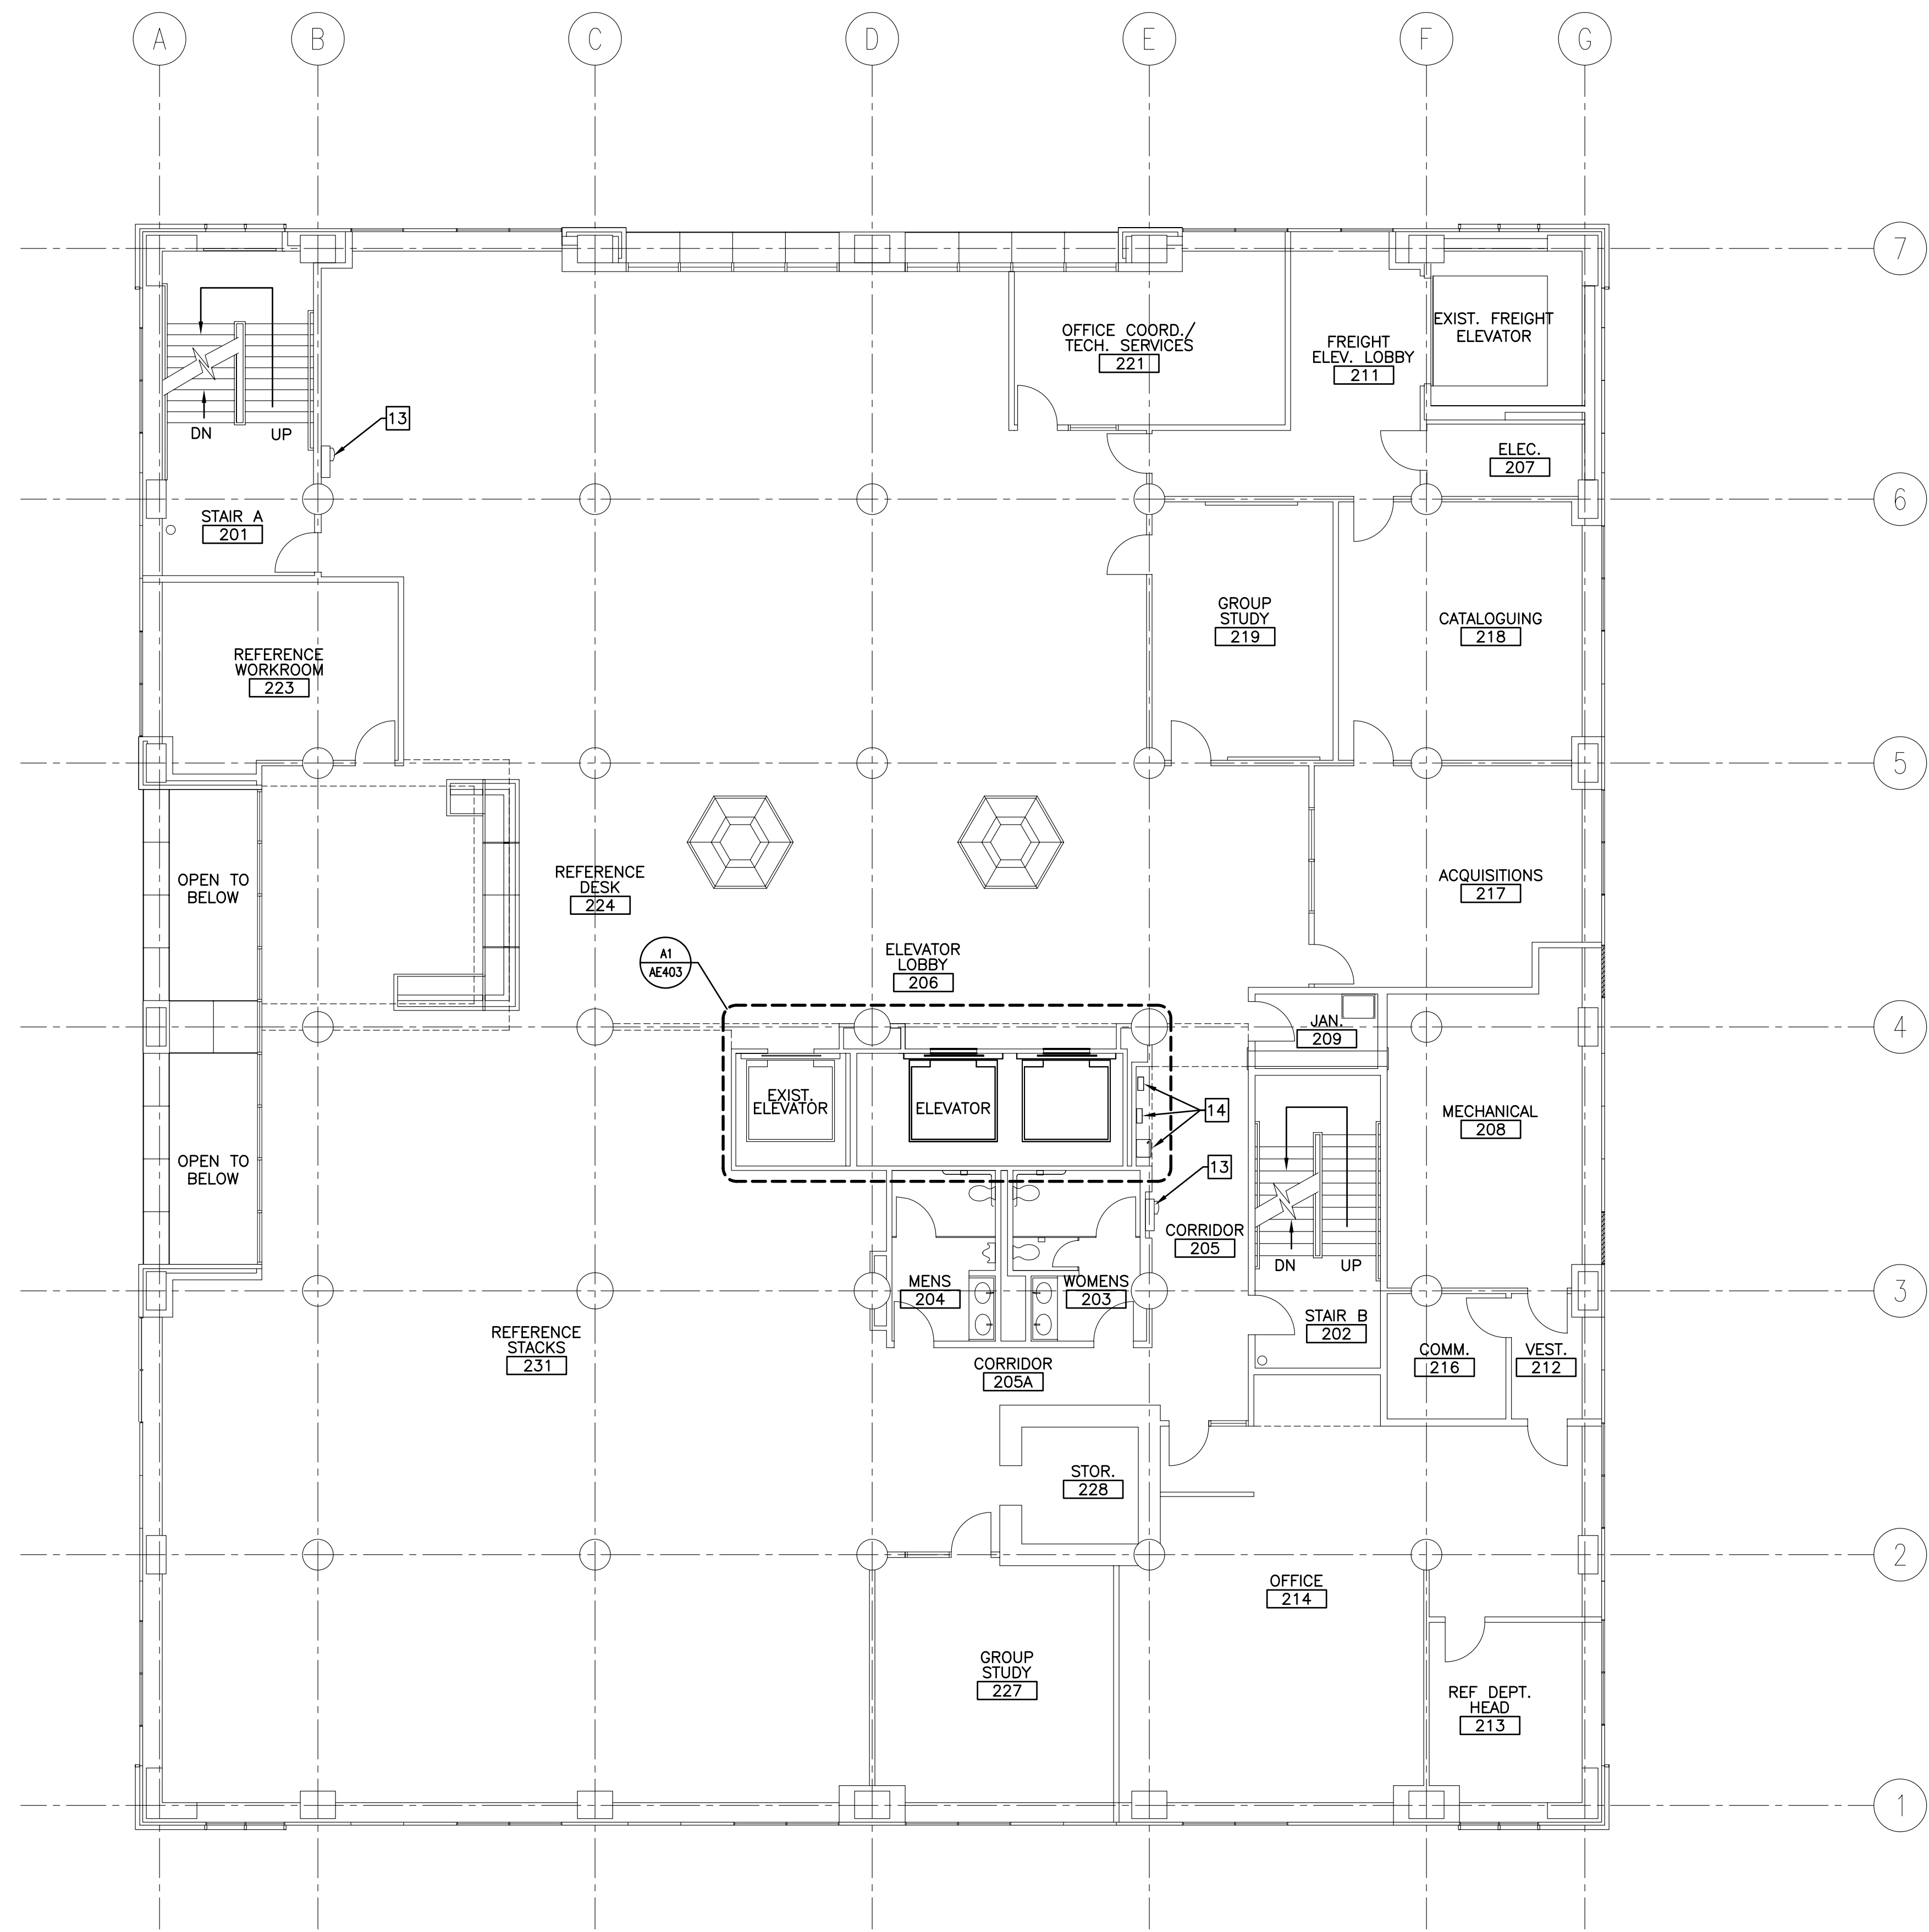 A
B
C
D
E
F
G
7
OFFICE COORD./
TECH. SERVICES
221
FREIGHT
ELEV. LOBBY
211
EXIST. FREIGHT
ELEVATOR
DN
UP
13
ELEC.
207
6
STAIR A
201
GROUP
STUDY
219
CATALOGUING
218
REFERENCE
WORKROOM
223
5
OPEN TO
BELOW
REFERENCE
DESK
224
ACQUISITIONS
217
A1
AE403
ELEVATOR
LOBBY
206
JAN.
209
4
EXIST.
ELEVATOR
ELEVATOR
14
MECHANICAL
208
OPEN TO
BELOW
13
CORRIDOR
205
DN
UP
MENS
204
WOMENS
203
3
REFERENCE
STACKS
231
STAIR B
202
COMM.
216
VEST.
212
CORRIDOR
205A
STOR.
228
2
OFFICE
214
GROUP
STUDY
227
REF DEPT.
HEAD
213
1